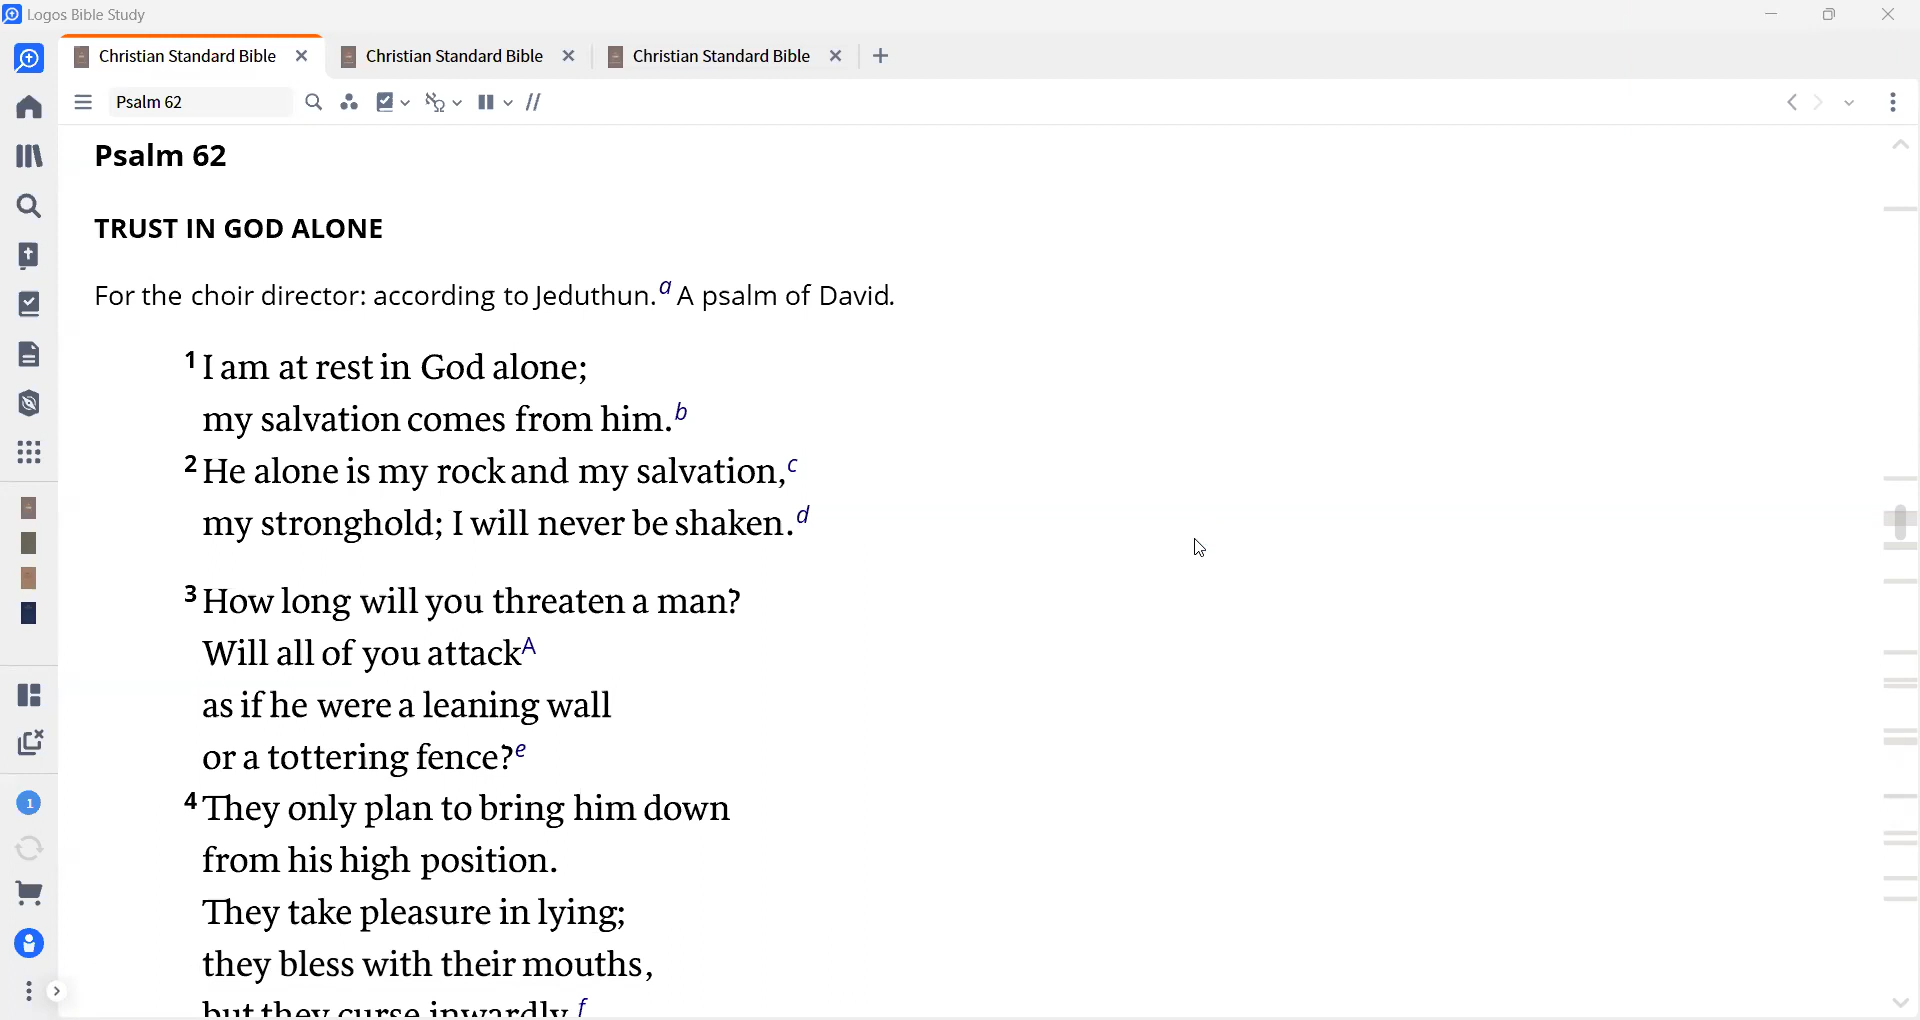 Logos Bible Study
Christian Standard Bible
Christian Standard Bible
Christian Standard Bible
Psalm 62
Psalm 62
TRUST IN GOD ALONE
For the choir director: according to Jeduthun.a A psalm of David.
1 I am at rest in God alone;
my salvation comes from him.b
2 He alone is my rock and my salvation,c
my stronghold; I will never be shaken.d
3 How long will you threaten a man?
Will all of you attackA
as if he were a leaning wall
or a tottering fence?e
4 They only plan to bring him down
from his high position.
They take pleasure in lying;
they bless with their mouths,
but they curse inwardly.f
1